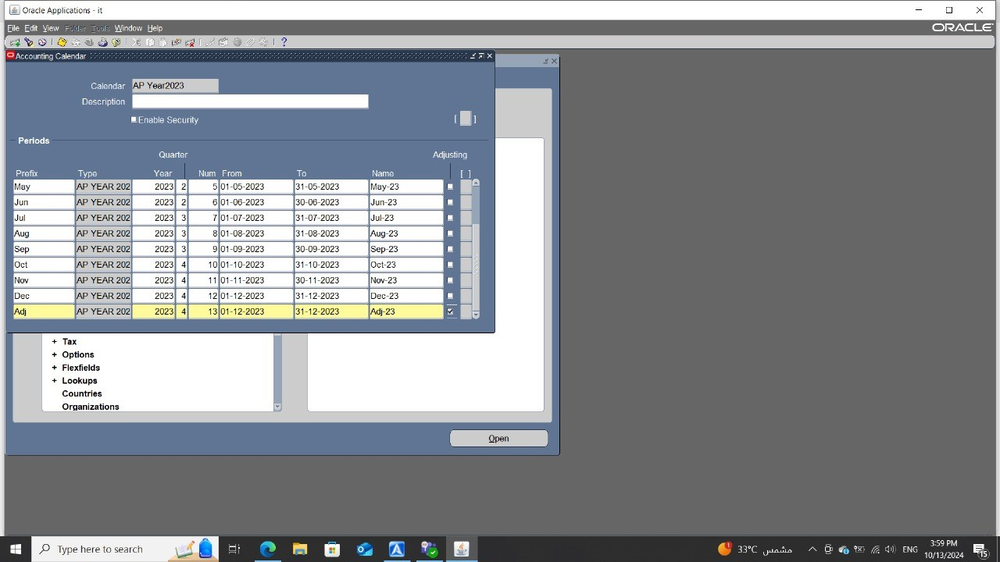 Oracle Applications - it
File Edit View Folder Tools Window Help
ORACLE
Accounting Calendar
Calendar AP Year2023
Description
Enable Security [ ]
Periods
Quarter Adjusting
Prefix Type Year Num From To Name [ ]
May AP YEAR 202 2023 2 5 01-05-2023 31-05-2023 May-23
Jun AP YEAR 202 2023 2 6 01-06-2023 30-06-2023 Jun-23
Jul AP YEAR 202 2023 3 7 01-07-2023 31-07-2023 Jul-23
Aug AP YEAR 202 2023 3 8 01-08-2023 31-08-2023 Aug-23
Sep AP YEAR 202 2023 3 9 01-09-2023 30-09-2023 Sep-23
Oct AP YEAR 202 2023 4 10 01-10-2023 31-10-2023 Oct-23
Nov AP YEAR 202 2023 4 11 01-11-2023 30-11-2023 Nov-23
Dec AP YEAR 202 2023 4 12 01-12-2023 31-12-2023 Dec-23
Adj AP YEAR 202 2023 4 13 01-12-2023 31-12-2023 Adj-23
+ Tax
+ Options
+ Flexfields
+ Lookups
Countries
Organizations
Open
Type here to search
1 33°C مشمس ENG 3:59 PM
10/13/2024 15